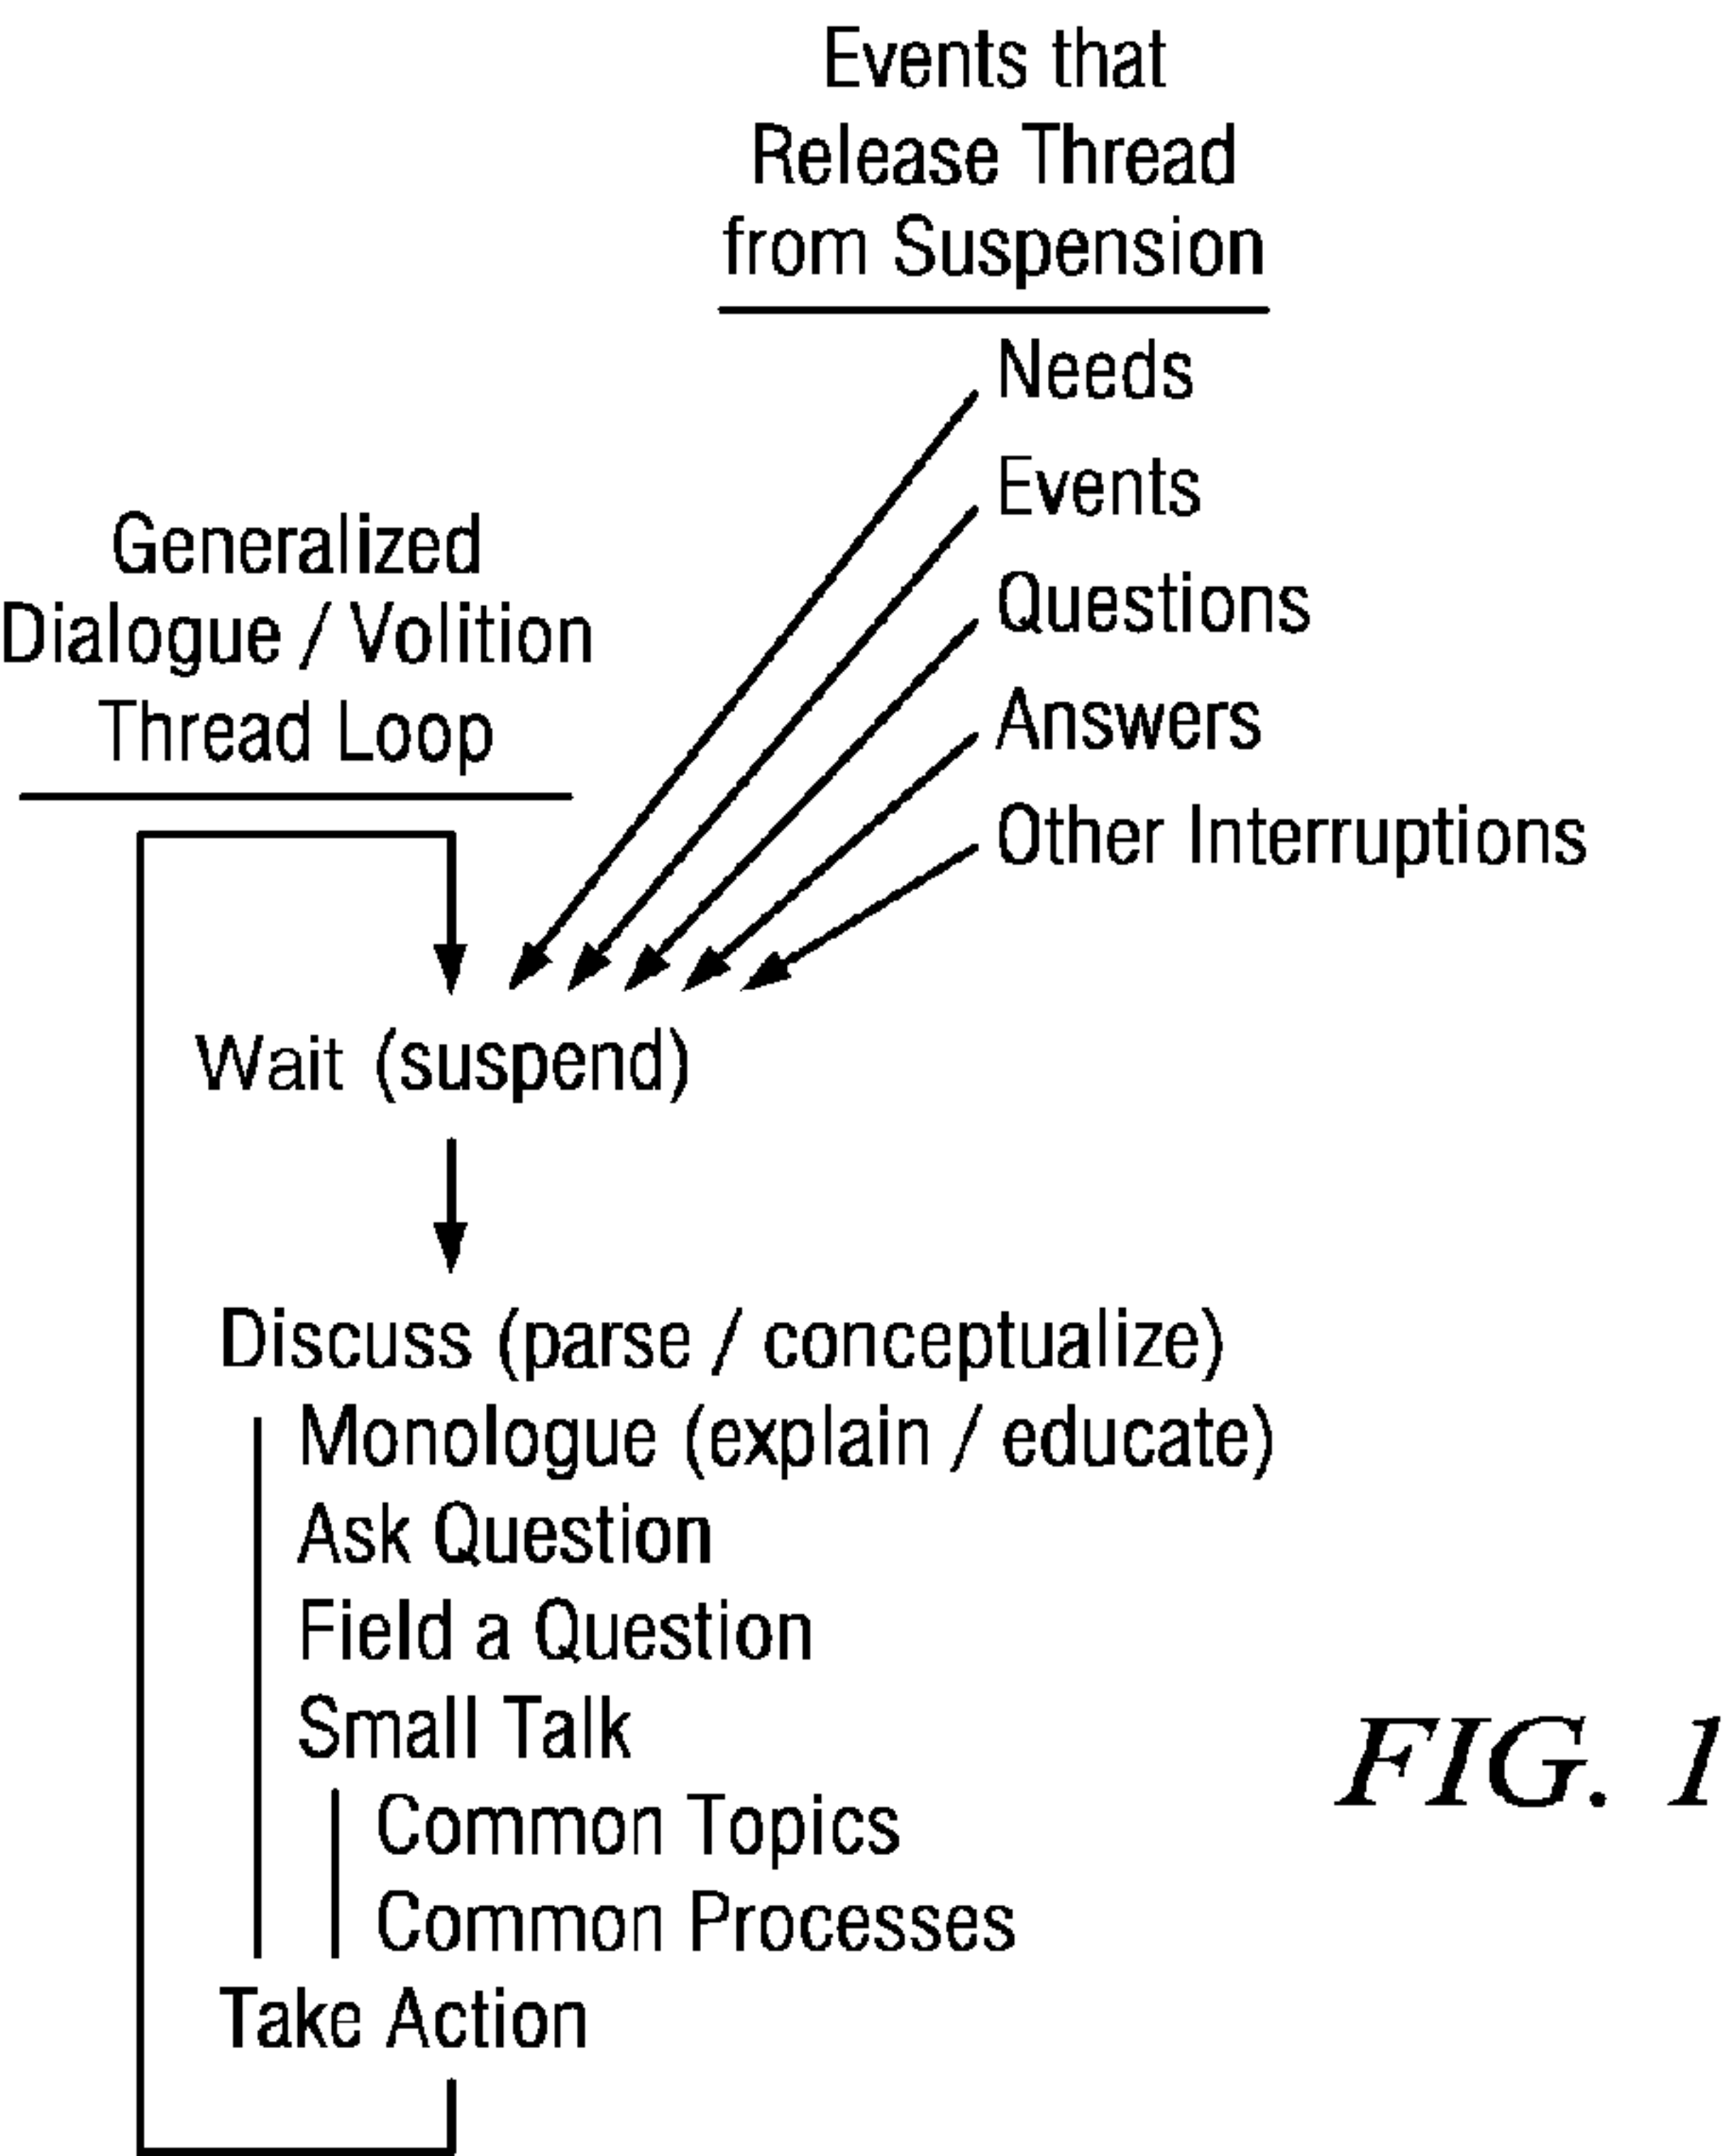 Events that
Release Thread
from Suspension
Needs
Events
Questions
Answers
Other Interruptions
Generalized
Dialogue / Volition
Thread Loop
Wait (suspend)
Discuss (parse / conceptualize)
Monologue (explain / educate)
Ask Question
Field a Question
Small Talk
Common Topics
Common Processes
Take Action
FIG. 1